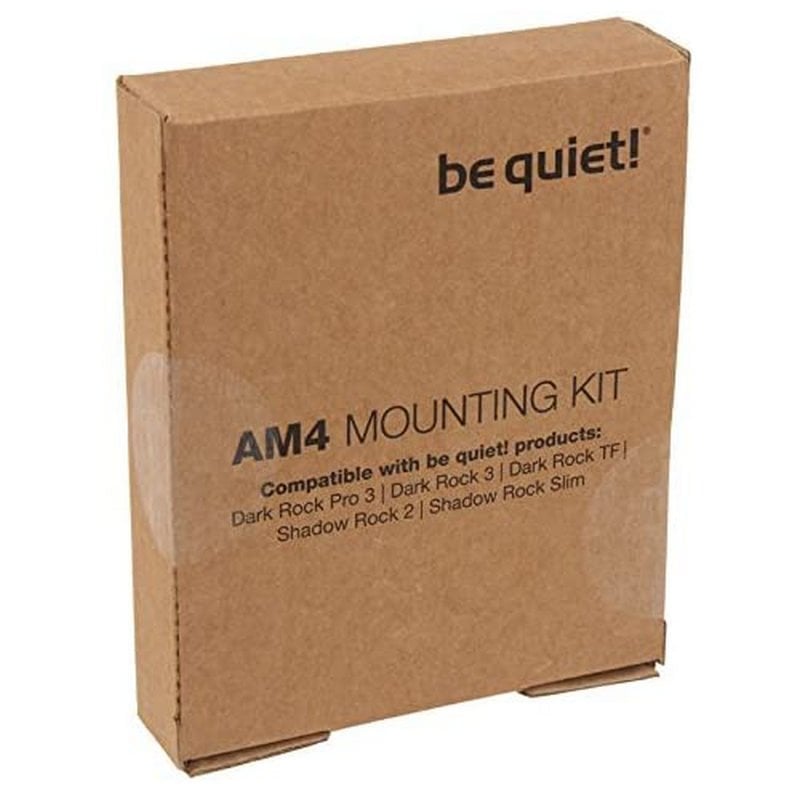 be quiet!®
AM4 MOUNTING KIT
Compatible with be quiet! products:
Dark Rock Pro 3 | Dark Rock 3 | Dark Rock TF |
Shadow Rock 2 | Shadow Rock Slim